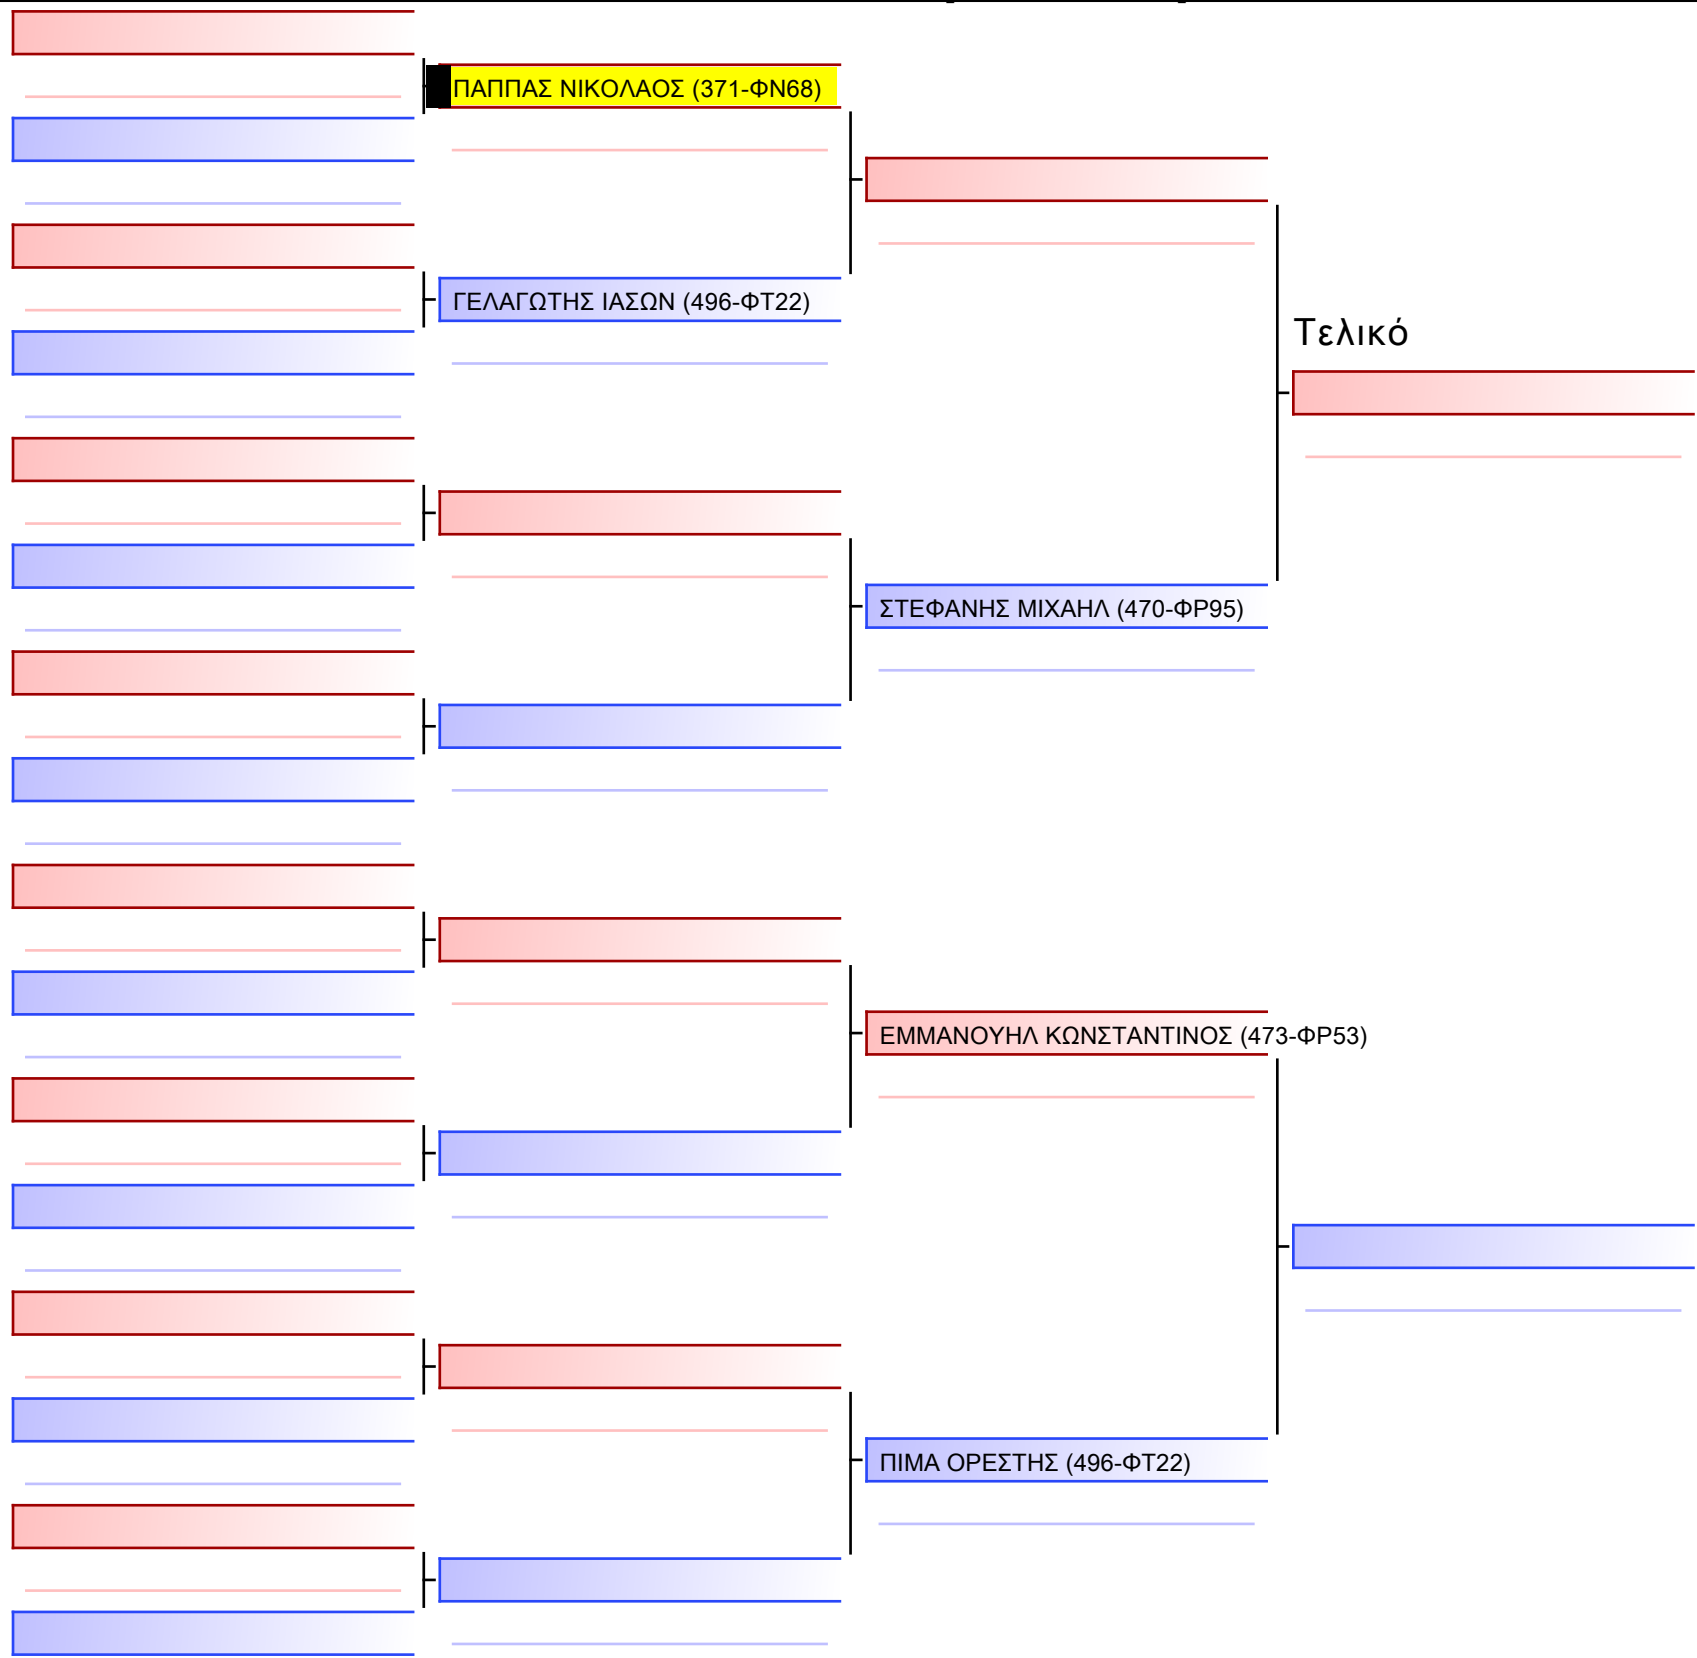 ΠΑΠΠΑΣ ΝΙΚΟΛΑΟΣ (371-ΦΝ68)
ΓΕΛΑΓΩΤΗΣ ΙΑΣΩΝ (496-ΦΤ22)
Τελικό
ΣΤΕΦΑΝΗΣ ΜΙΧΑΗΛ (470-ΦΡ95)
ΕΜΜΑΝΟΥΗΛ ΚΩΝΣΤΑΝΤΙΝΟΣ (473-ΦΡ53)
ΠΙΜΑ ΟΡΕΣΤΗΣ (496-ΦΤ22)